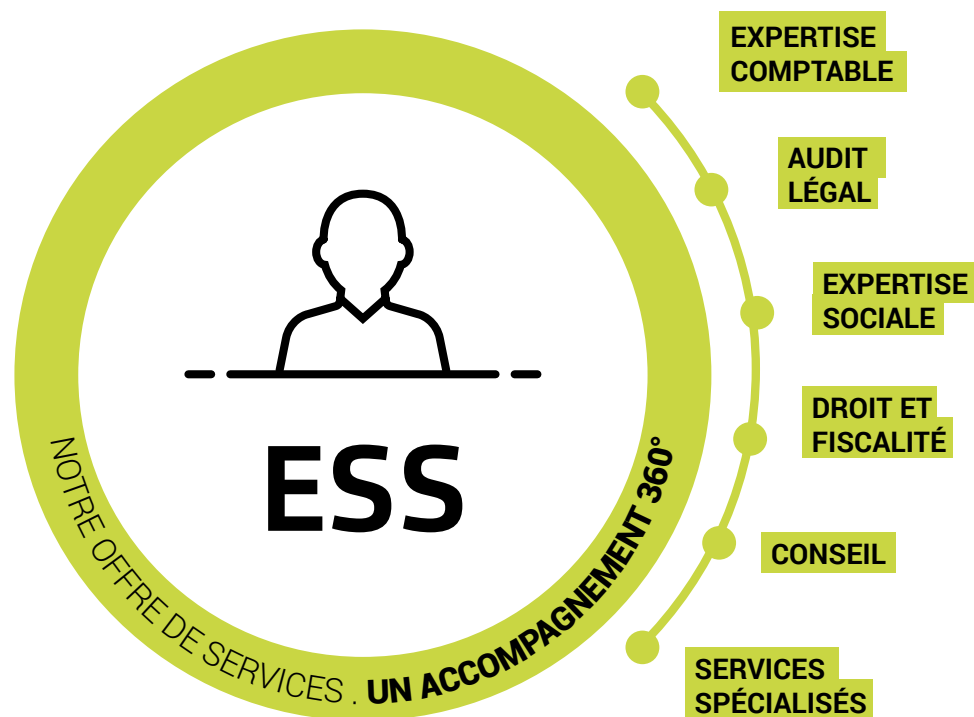 EXPERTISE
COMPTABLE
AUDIT
LÉGAL
EXPERTISE
SOCIALE
DROIT ET
FISCALITÉ
CONSEIL
SERVICES
SPÉCIALISÉS
ESS
NOTRE OFFRE DE SERVICES . UN ACCOMPAGNEMENT 360°